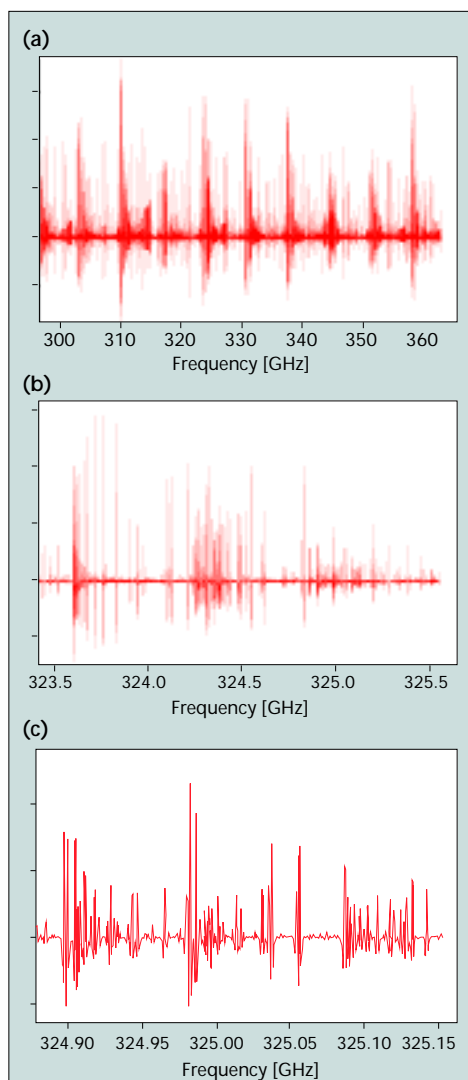 (a)
300 310 320 330 340 350 360
Frequency [GHz]
(b)
323.5 324.0 324.5 325.0 325.5
Frequency [GHz]
(c)
324.90 324.95 325.00 325.05 325.10 325.15
Frequency [GHz]